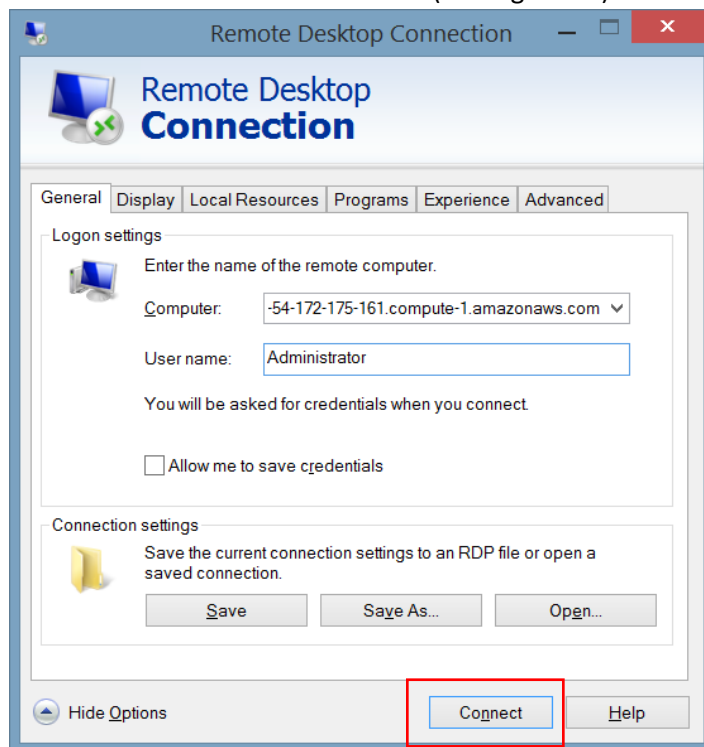 Remote Desktop Connection
Remote Desktop
Connection
General Display Local Resources Programs Experience Advanced
Logon settings
Enter the name of the remote computer.
Computer: -54-172-175-161.compute-1.amazonaws.com
User name: Administrator
You will be asked for credentials when you connect.
Allow me to save credentials
Connection settings
Save the current connection settings to an RDP file or open a
saved connection.
Save Save As... Open...
Hide Options Connect Help